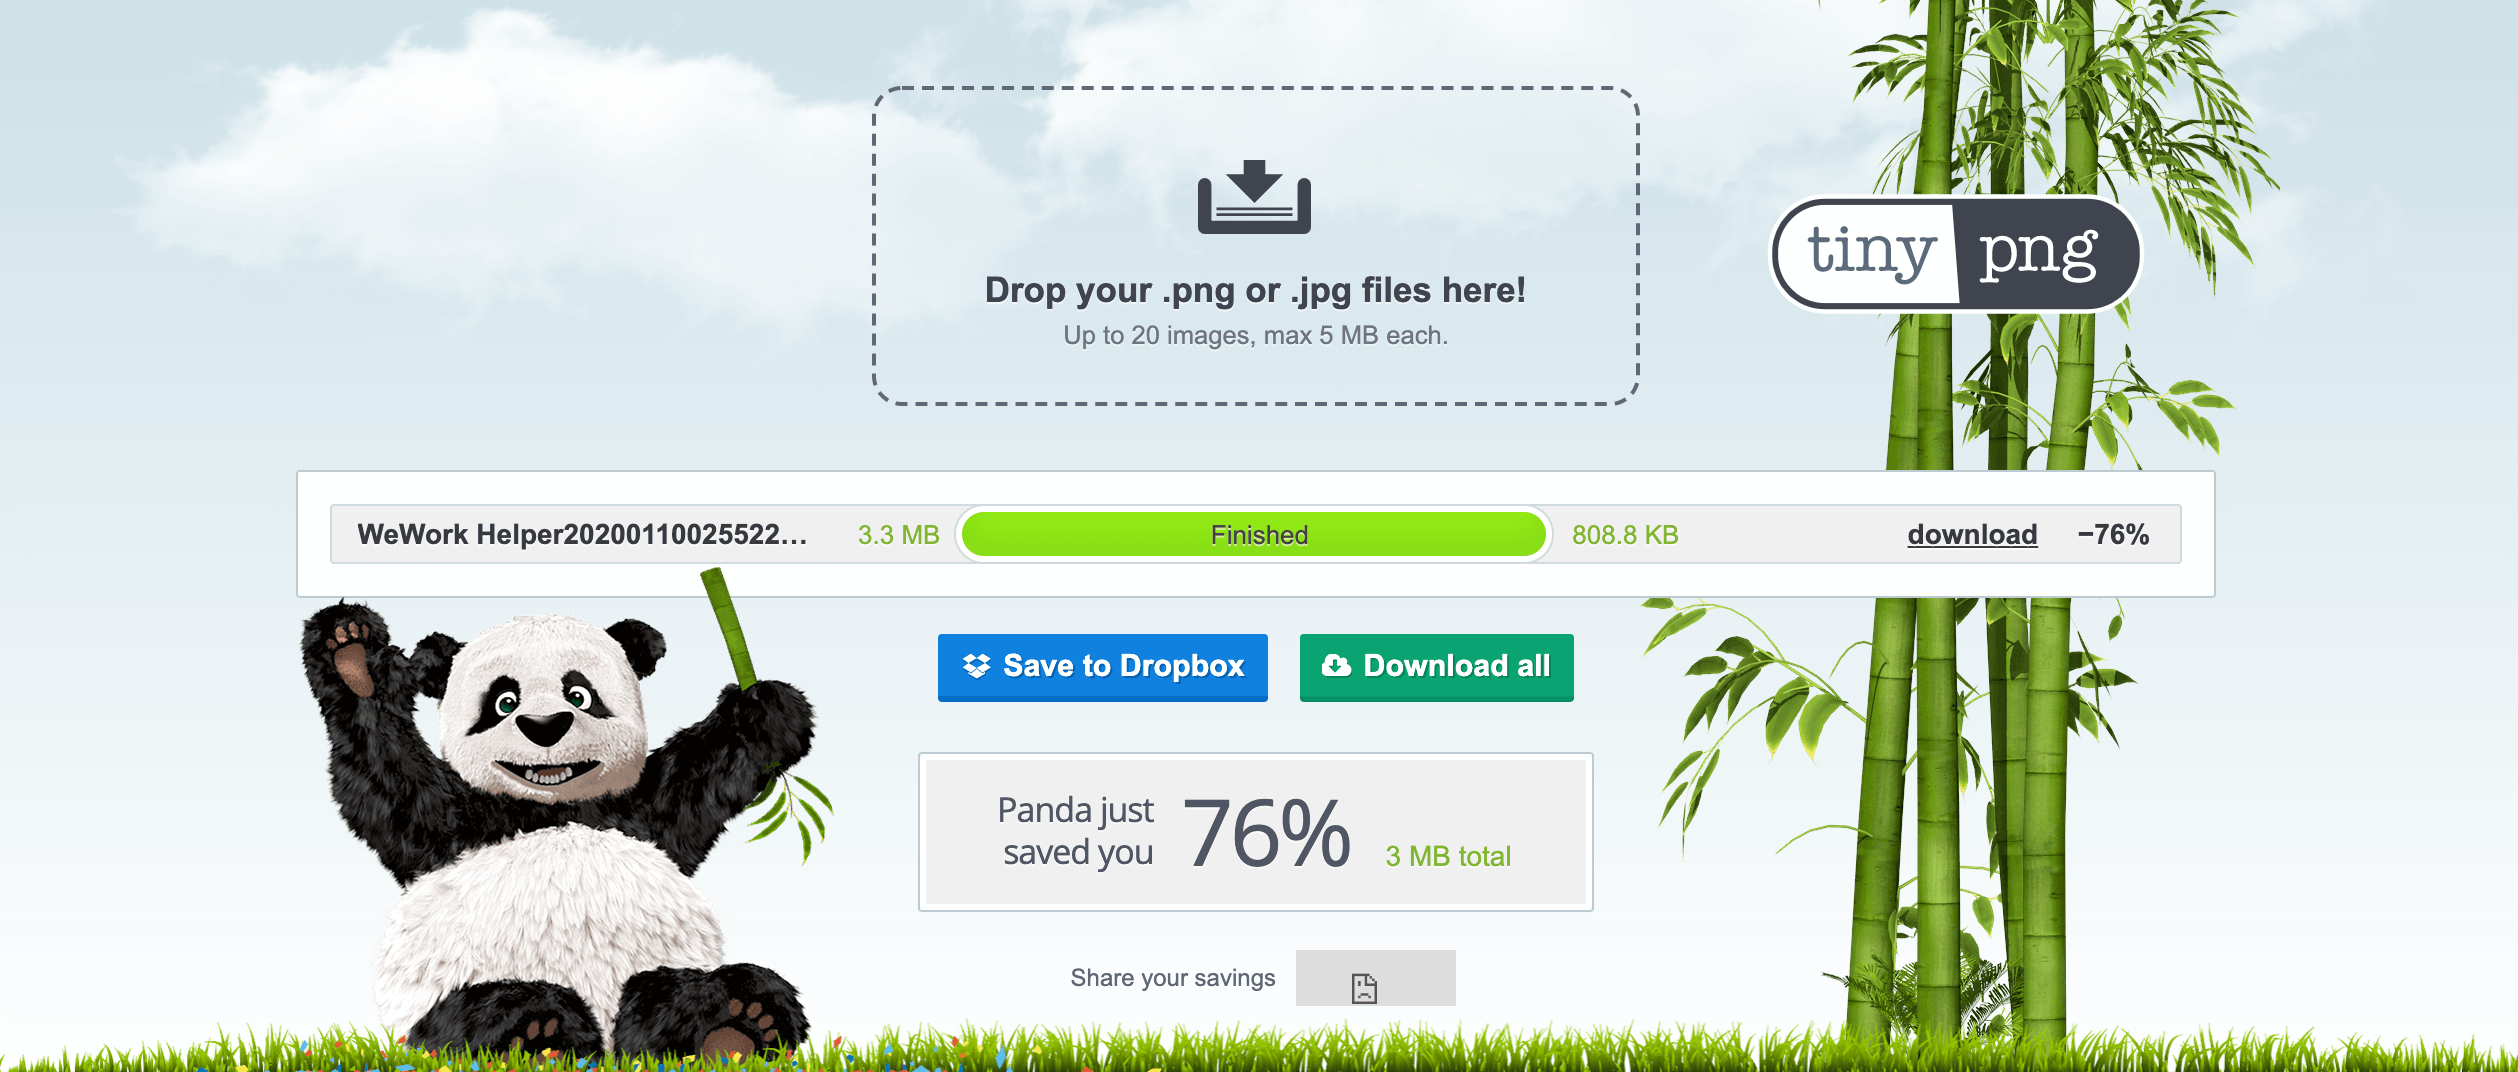 Drop your .png or .jpg files here!
Up to 20 images, max 5 MB each.
tiny png
WeWork Helper20200110025522... 3.3 MB Finished 808.8 KB download −76%
Save to Dropbox Download all
Panda just
saved you 76% 3 MB total
Share your savings